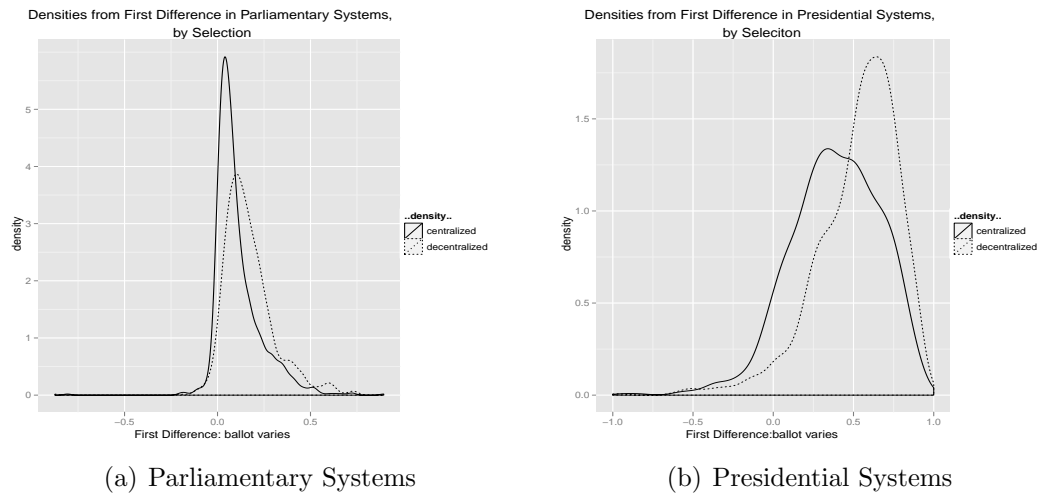 Densities from First Difference in Parliamentary Systems,
by Selection
5
4
3
2
1
0
density
−0.5
0.0
0.5
First Difference: ballot varies
..density..
centralized
decentralized
(a) Parliamentary Systems
Densities from First Difference in Presidential Systems,
by Seleciton
1.5
1.0
0.5
0.0
density
−1.0
−0.5
0.0
0.5
1.0
First Difference:ballot varies
..density..
centralized
decentralized
(b) Presidential Systems